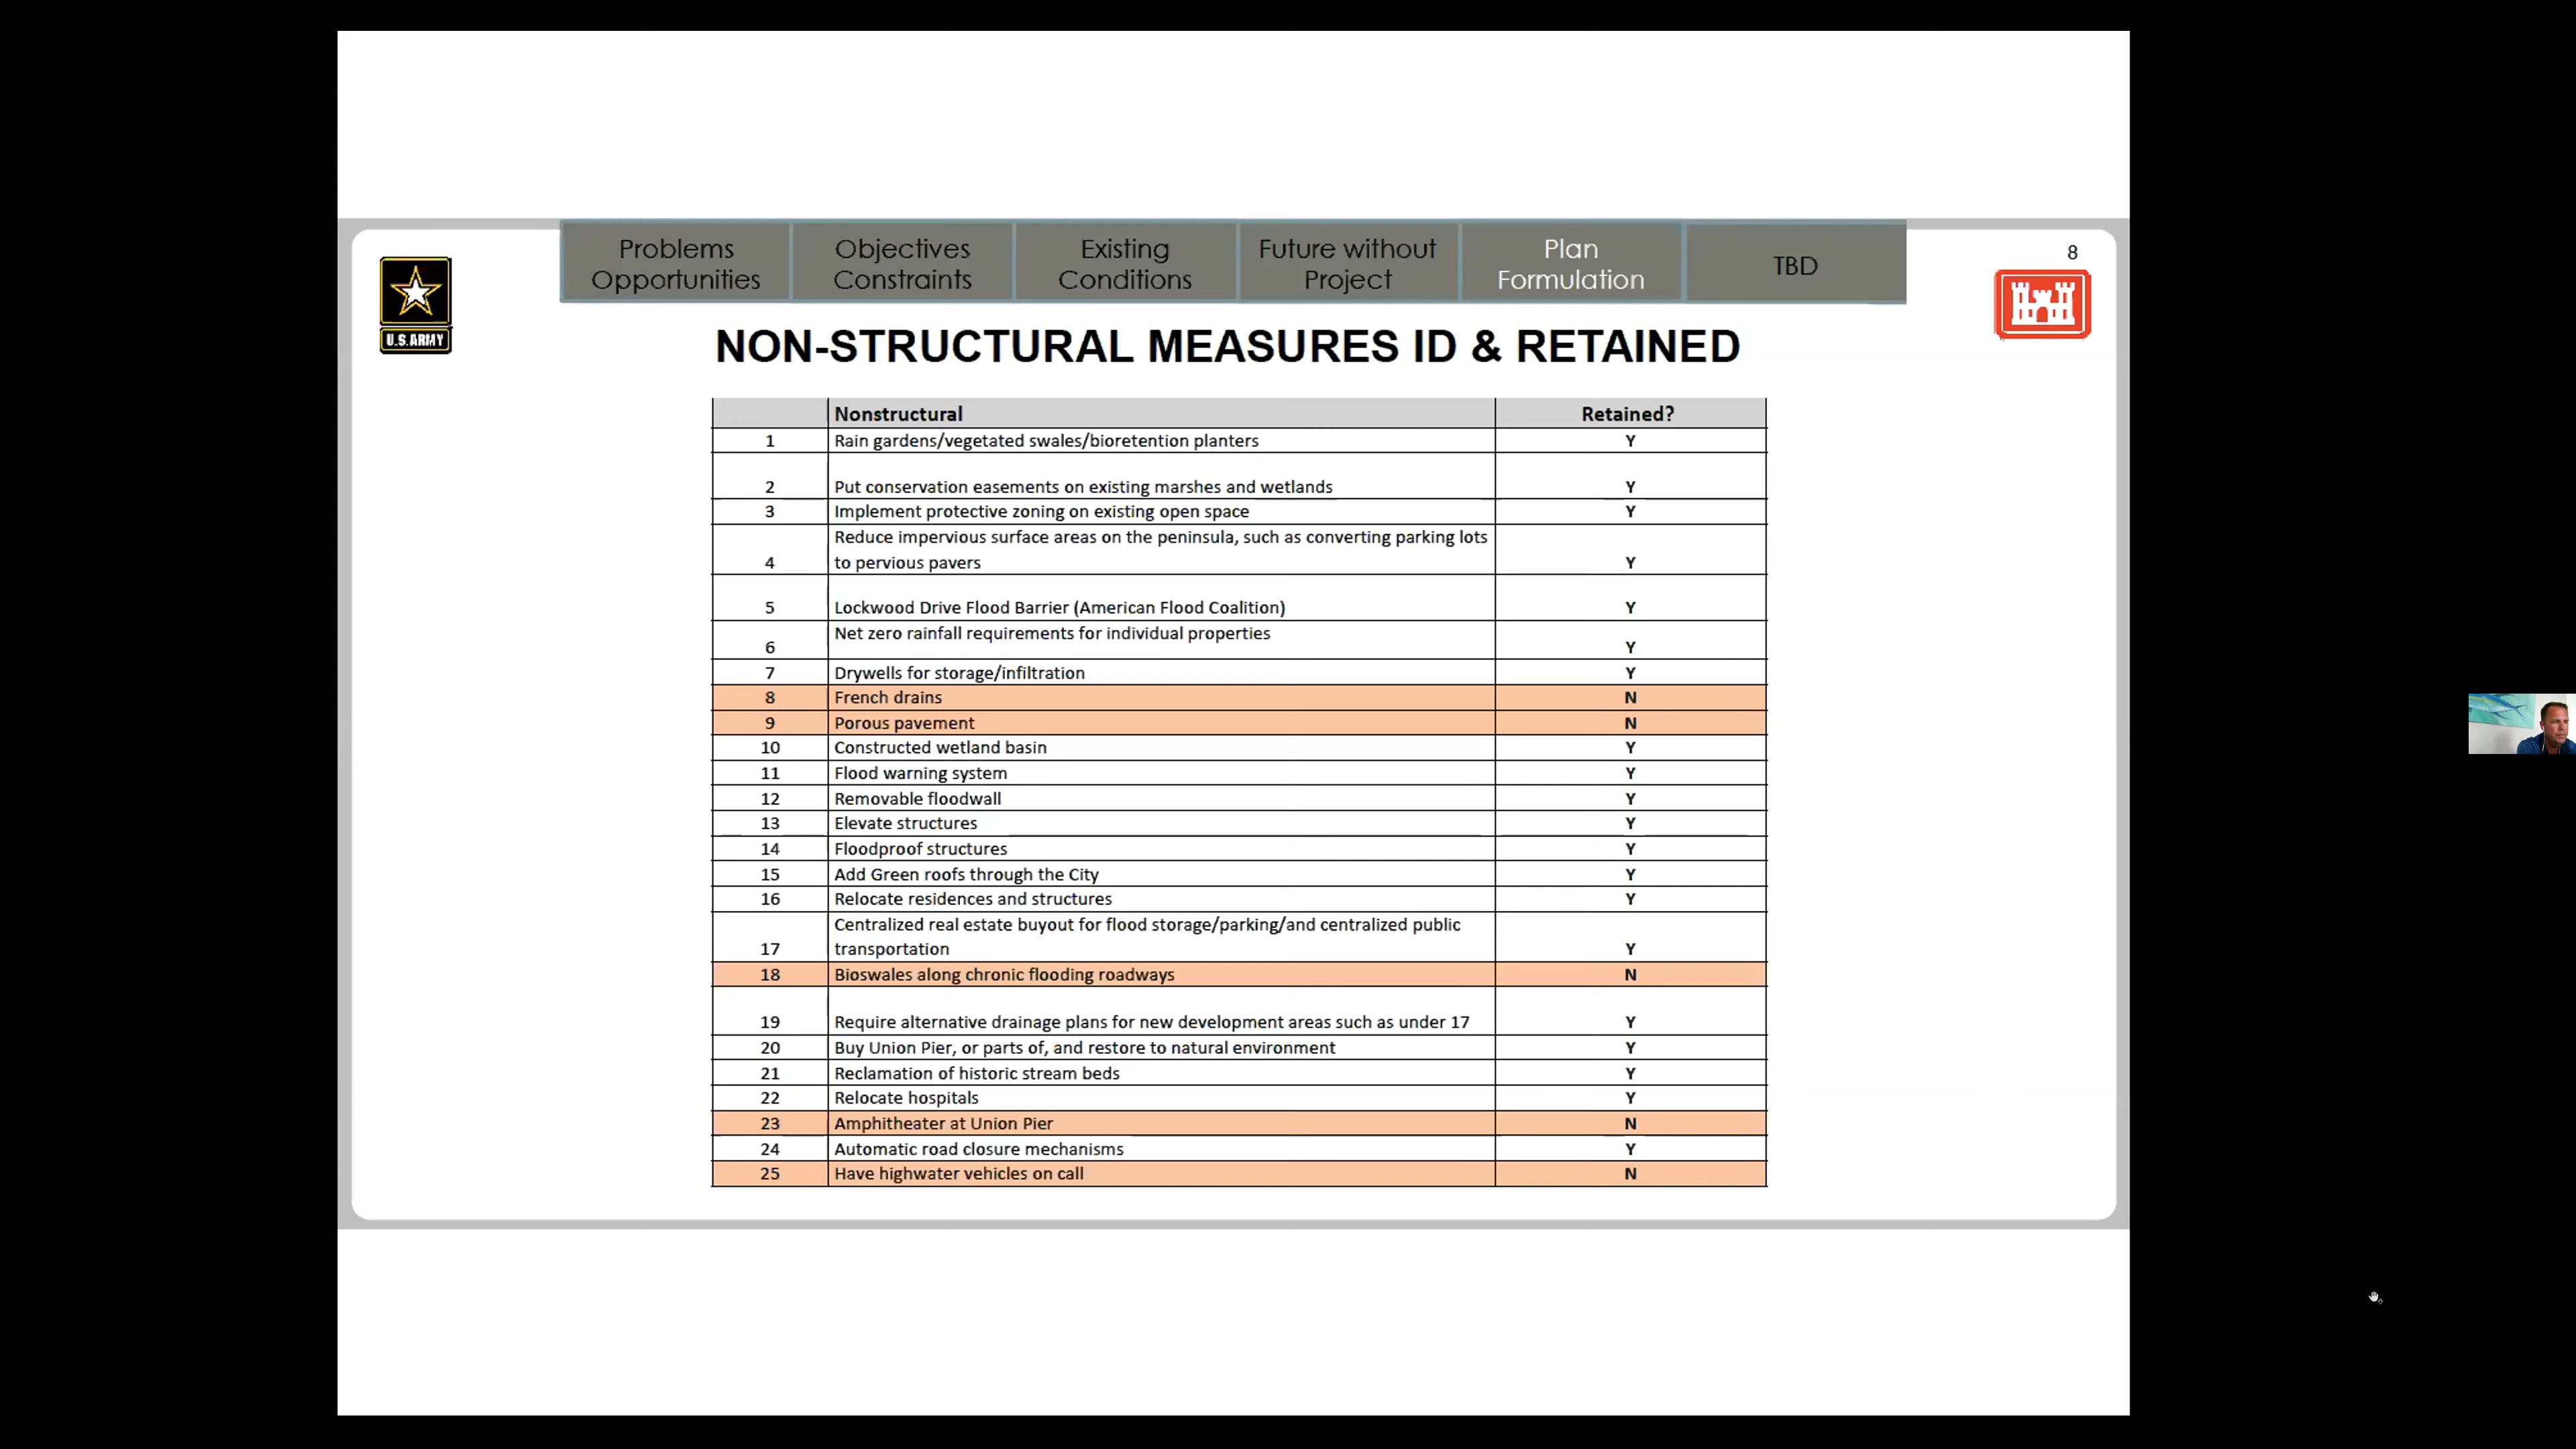 Problems
Opportunities
Objectives
Constraints
Existing
Conditions
Future without
Project
Plan
Formulation
TBD
8
U.S.ARMY
NON-STRUCTURAL MEASURES ID & RETAINED
Nonstructural Retained?
1 Rain gardens/vegetated swales/bioretention planters Y
2 Put conservation easements on existing marshes and wetlands Y
3 Implement protective zoning on existing open space Y
Reduce impervious surface areas on the peninsula, such as converting parking lots
4 to pervious pavers Y
5 Lockwood Drive Flood Barrier (American Flood Coalition) Y
Net zero rainfall requirements for individual properties
6 Y
7 Drywells for storage/infiltration Y
8 French drains N
9 Porous pavement N
10 Constructed wetland basin Y
11 Flood warning system Y
12 Removable floodwall Y
13 Elevate structures Y
14 Floodproof structures Y
15 Add Green roofs through the City Y
16 Relocate residences and structures Y
Centralized real estate buyout for flood storage/parking/and centralized public
17 transportation Y
18 Bioswales along chronic flooding roadways N
19 Require alternative drainage plans for new development areas such as under 17 Y
20 Buy Union Pier, or parts of, and restore to natural environment Y
21 Reclamation of historic stream beds Y
22 Relocate hospitals Y
23 Amphitheater at Union Pier N
24 Automatic road closure mechanisms Y
25 Have highwater vehicles on call N